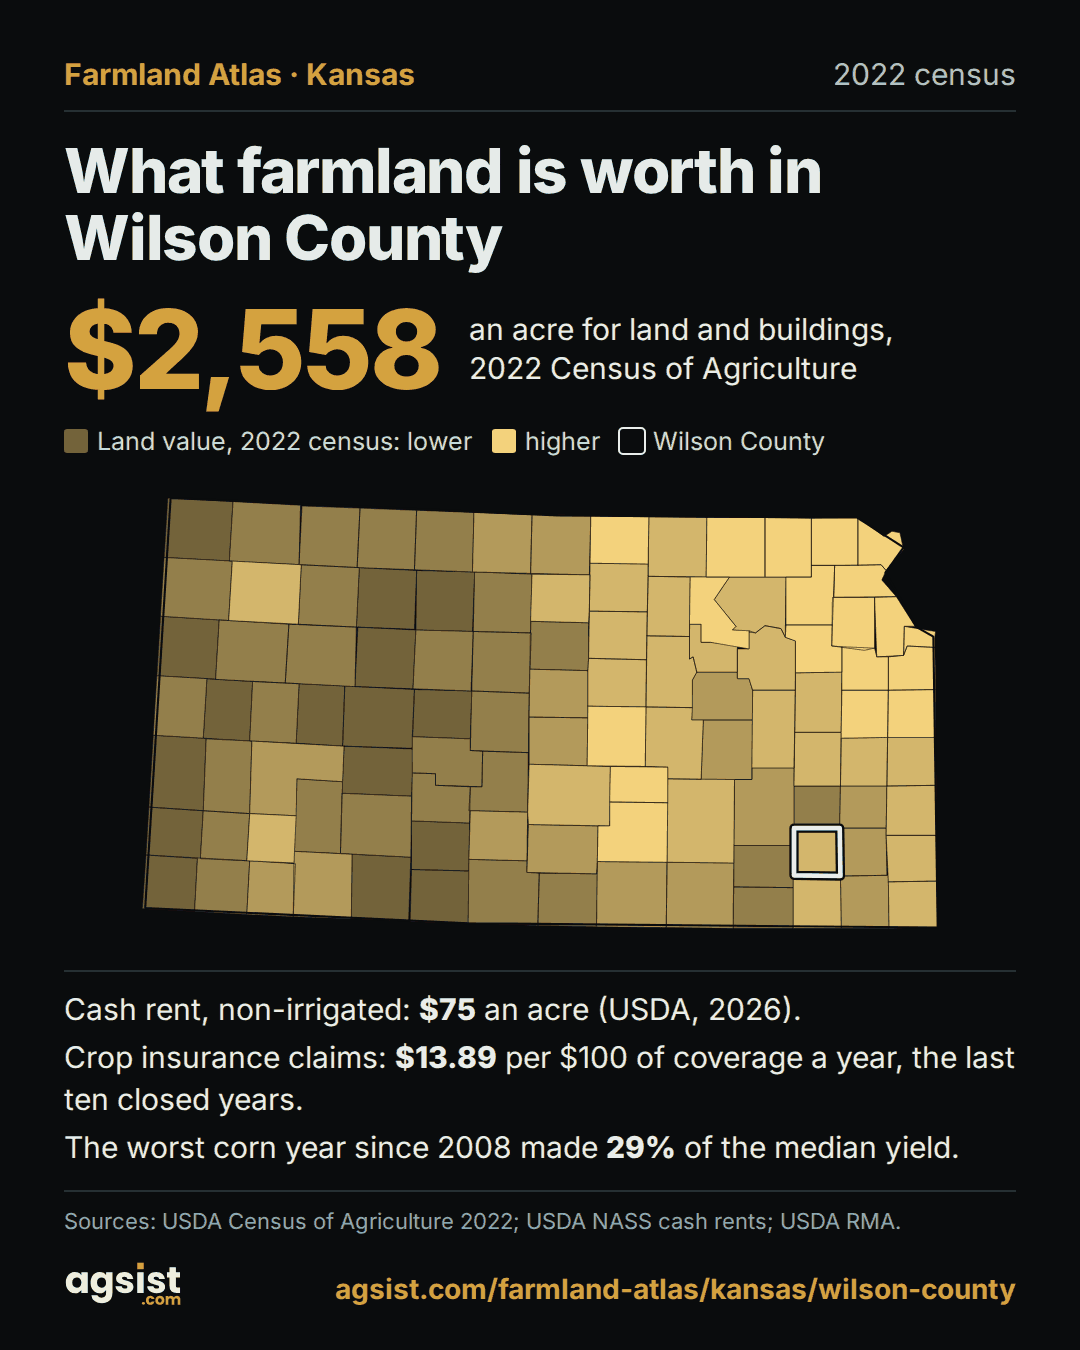 Farmland Atlas · Kansas
2022 census
What farmland is worth in
Wilson County
$2,558
an acre for land and buildings,
2022 Census of Agriculture
Land value, 2022 census: lower
higher
Wilson County
Cash rent, non-irrigated: $75 an acre (USDA, 2026).
Crop insurance claims: $13.89 per $100 of coverage a year, the last
ten closed years.
The worst corn year since 2008 made 29% of the median yield.
Sources: USDA Census of Agriculture 2022; USDA NASS cash rents; USDA RMA.
agsist
.com
agsist.com/farmland-atlas/kansas/wilson-county